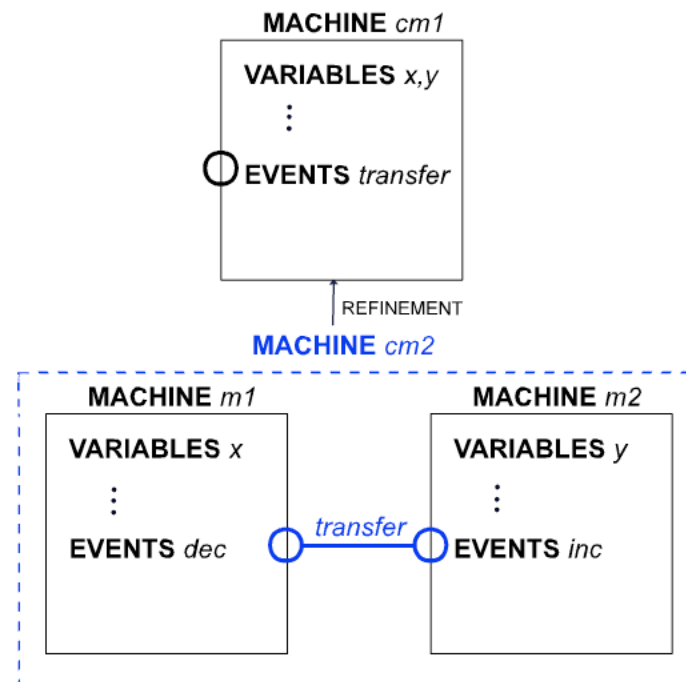 MACHINE cm1
VARIABLES x,y
EVENTS transfer
REFINEMENT
MACHINE cm2
MACHINE m1
MACHINE m2
VARIABLES x
VARIABLES y
transfer
EVENTS dec
EVENTS inc